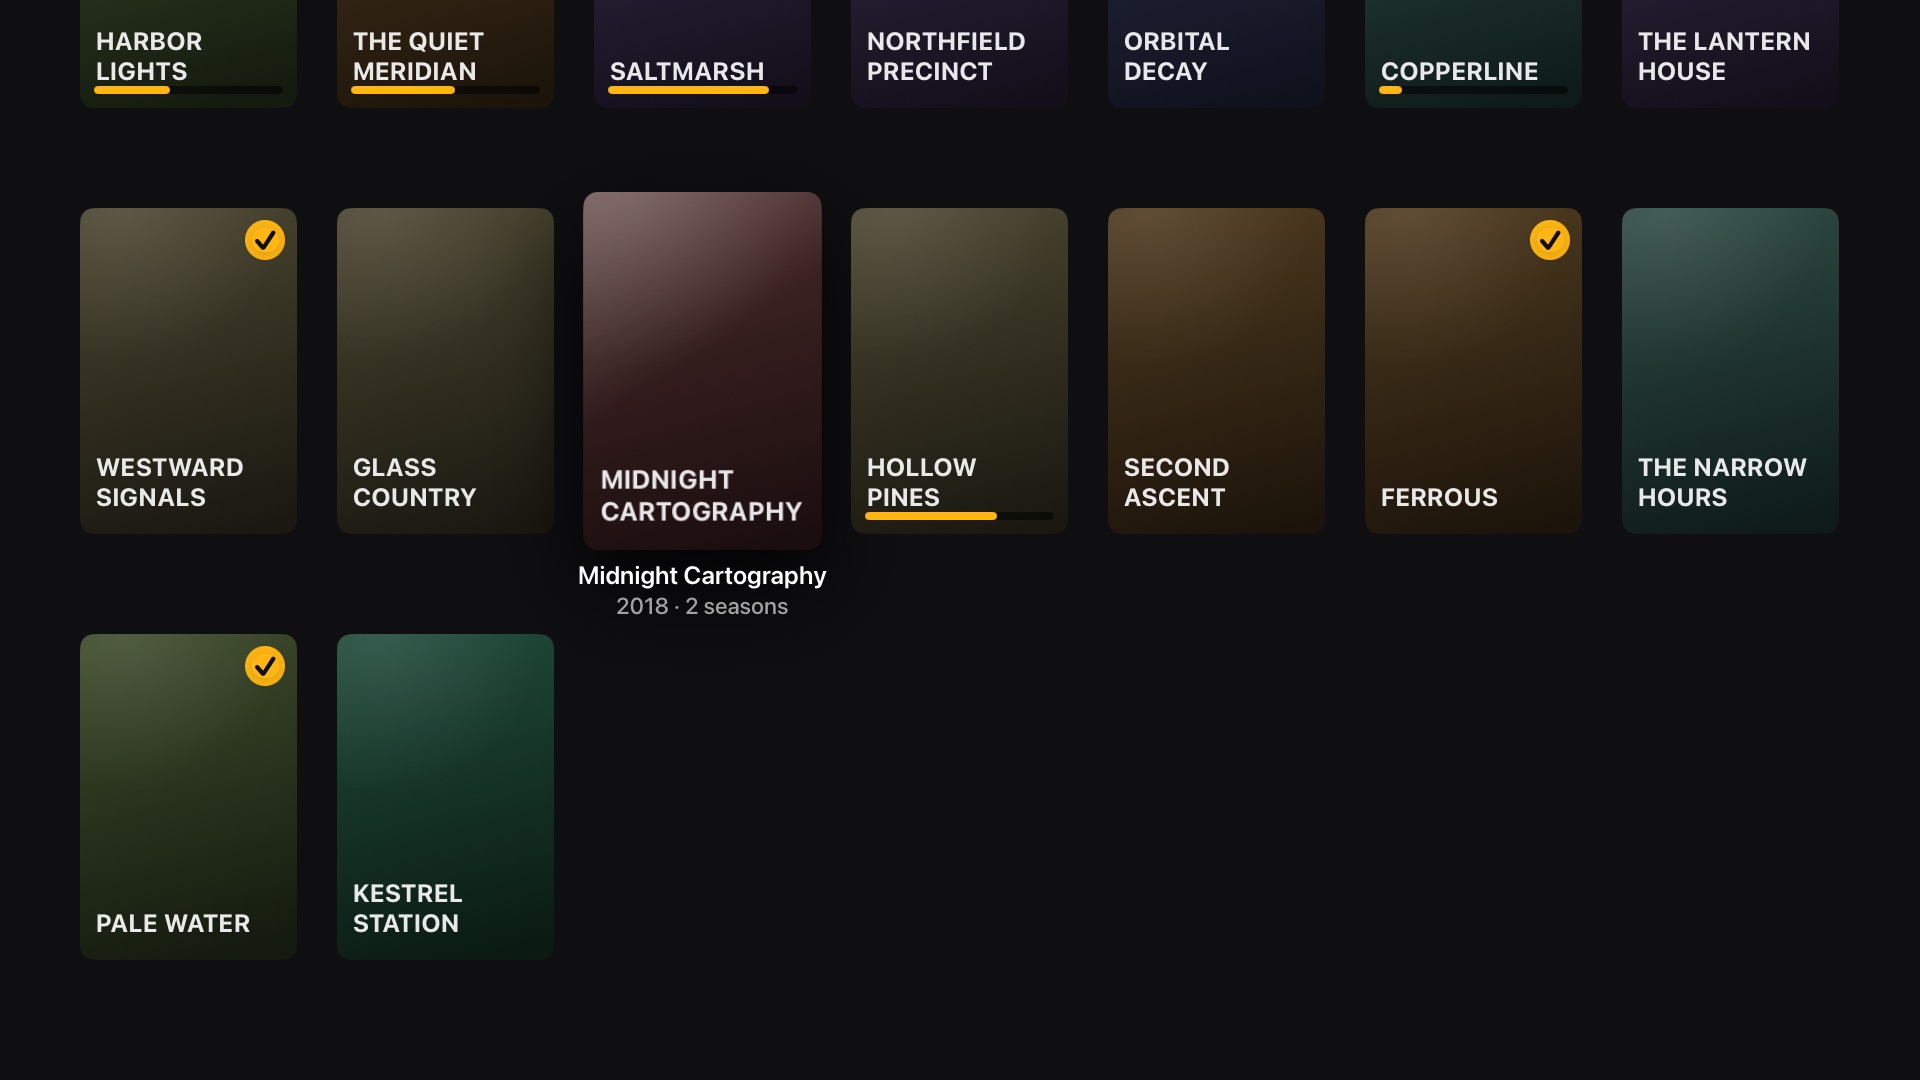 HARBOR
LIGHTS
THE QUIET
MERIDIAN
SALTMARSH
NORTHFIELD
PRECINCT
ORBITAL
DECAY
COPPERLINE
THE LANTERN
HOUSE
WESTWARD
SIGNALS
GLASS
COUNTRY
MIDNIGHT
CARTOGRAPHY
HOLLOW
PINES
SECOND
ASCENT
FERROUS
THE NARROW
HOURS
Midnight Cartography
2018 · 2 seasons
PALE WATER
KESTREL
STATION